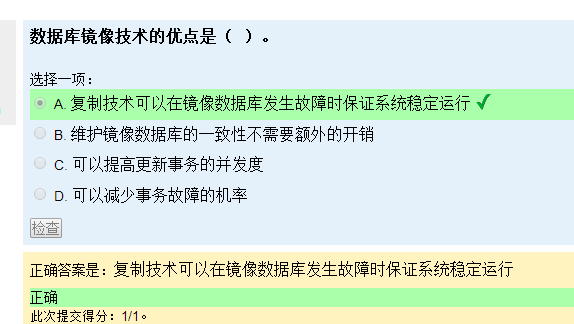 数据库镜像技术的优点是（ ）。
选择一项：
A. 复制技术可以在镜像数据库发生故障时保证系统稳定运行
B. 维护镜像数据库的一致性不需要额外的开销
C. 可以提高更新事务的并发度
D. 可以减少事务故障的机率
检查
正确答案是：复制技术可以在镜像数据库发生故障时保证系统稳定运行
正确
此次提交得分：1/1。